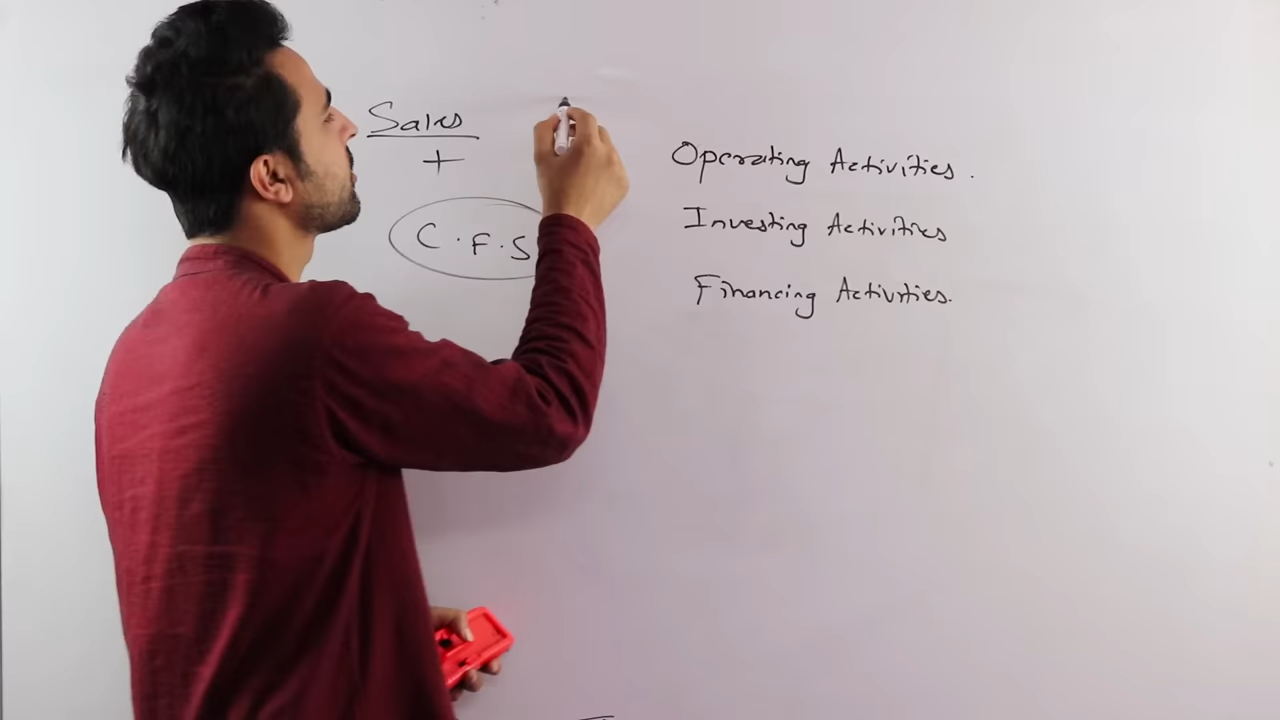 Sales
+
C.F.S
Operating Activities.
Investing Activities
Financing Activities.